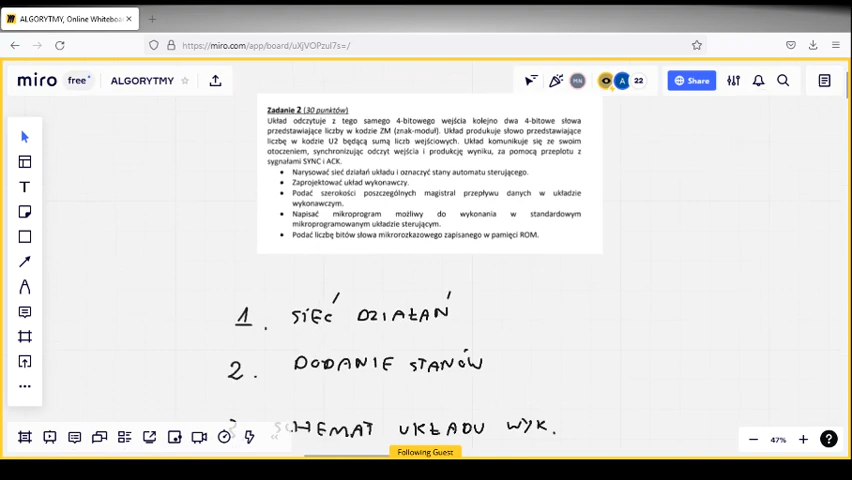 ALGORYTMY, Online Whiteboar
https://miro.com/app/board/uXjVOPzuI7s=/
miro free ALGORYTMY MN A 22 Share
Zadanie 2 (30 punktów)
Układ odczytuje z tego samego 4-bitowego wejścia kolejno dwa 4-bitowe słowa
przedstawiające liczby w kodzie ZM (znak-moduł). Układ produkuje słowo przedstawiające
liczbę w kodzie U2 będącą sumą liczb wejściowych. Układ komunikuje się ze swoim
otoczeniem, synchronizując odczyt wejścia i produkcję wyniku, za pomocą przeplotu z
sygnałami SYNC i ACK.
• Narysować sieć działań układu i oznaczyć stany automatu sterującego.
• Zaprojektować układ wykonawczy.
• Podać szerokości poszczególnych magistral przepływu danych w układzie
wykonawczym.
• Napisać mikroprogram możliwy do wykonania w standardowym
mikroprogramowanym układzie sterującym.
• Podać liczbę bitów słowa mikrorozkazowego zapisanego w pamięci ROM.
1. SIEĆ DZIAŁAŃ
2. DODANIE STANÓW
3 SCHEMAT UKŁADU WYK.
47%
Following Guest